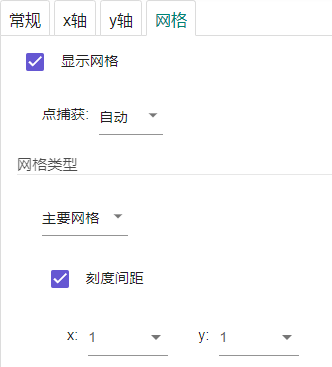 常规 x轴 y轴 网格
显示网格
点捕获: 自动
网格类型
主要网格
刻度间距
x: 1 y: 1